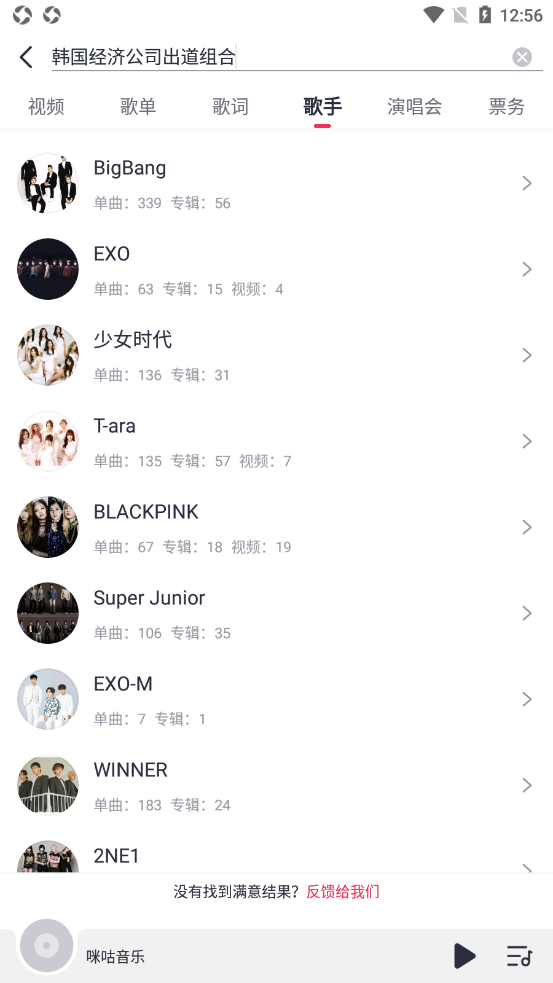 12:56
韩国经济公司出道组合
视频 歌单 歌词 歌手 演唱会 票务
BigBang
单曲：339 专辑：56
EXO
单曲：63 专辑：15 视频：4
少女时代
单曲：136 专辑：31
T-ara
单曲：135 专辑：57 视频：7
BLACKPINK
单曲：67 专辑：18 视频：19
Super Junior
单曲：106 专辑：35
EXO-M
单曲：7 专辑：1
WINNER
单曲：183 专辑：24
2NE1
没有找到满意结果？反馈给我们
咪咕音乐